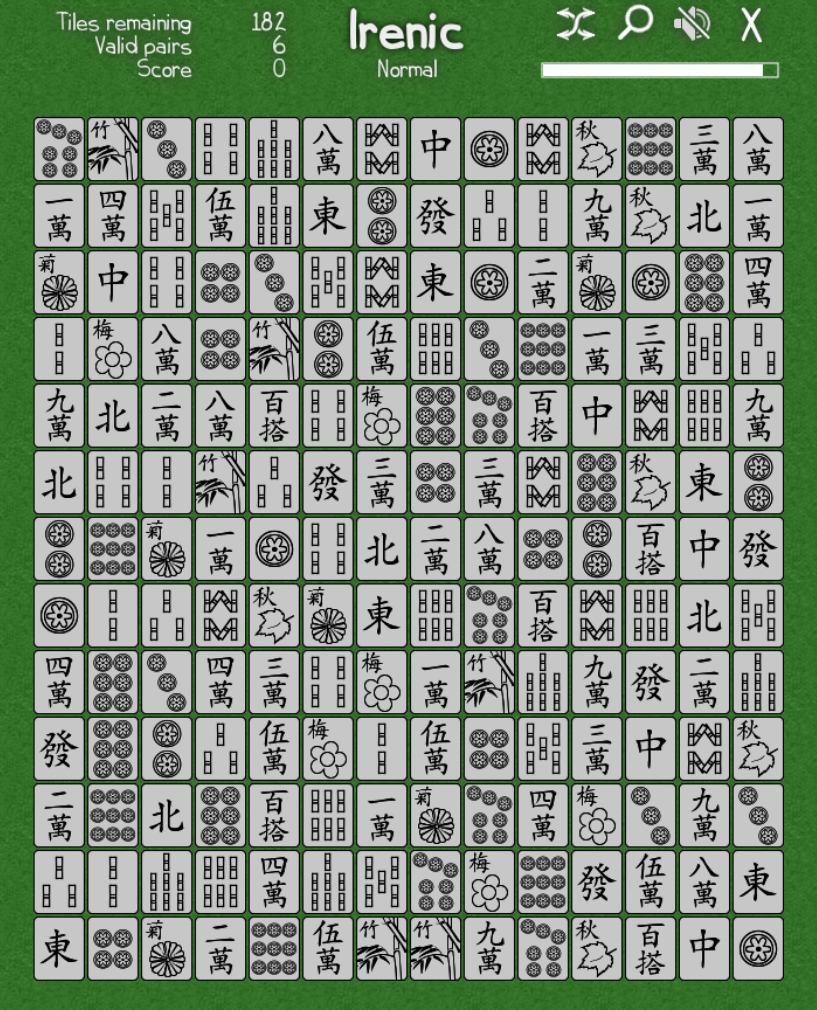 Tiles remaining 182
Valid pairs 6
Score 0
Irenic
Normal
X
竹 八萬 中 秋 三萬 八萬
一萬 四萬 伍萬 東 發 九萬 秋 北 一萬
菊 中 東 二萬 菊 四萬
梅 八萬 竹 伍萬 一萬 三萬
九萬 北 二萬 八萬 百搭 梅 百搭 中 九萬
北 竹 發 三萬 三萬 秋 東
菊 一萬 北 二萬 八萬 百搭 中 發
秋 菊 東 百搭 北
四萬 四萬 三萬 梅 一萬 竹 九萬 發 二萬
發 伍萬 梅 伍萬 三萬 中 秋
二萬 北 百搭 一萬 菊 四萬 梅 九萬
四萬 梅 發 伍萬 八萬 東
東 菊 二萬 伍萬 竹 竹 九萬 秋 百搭 中